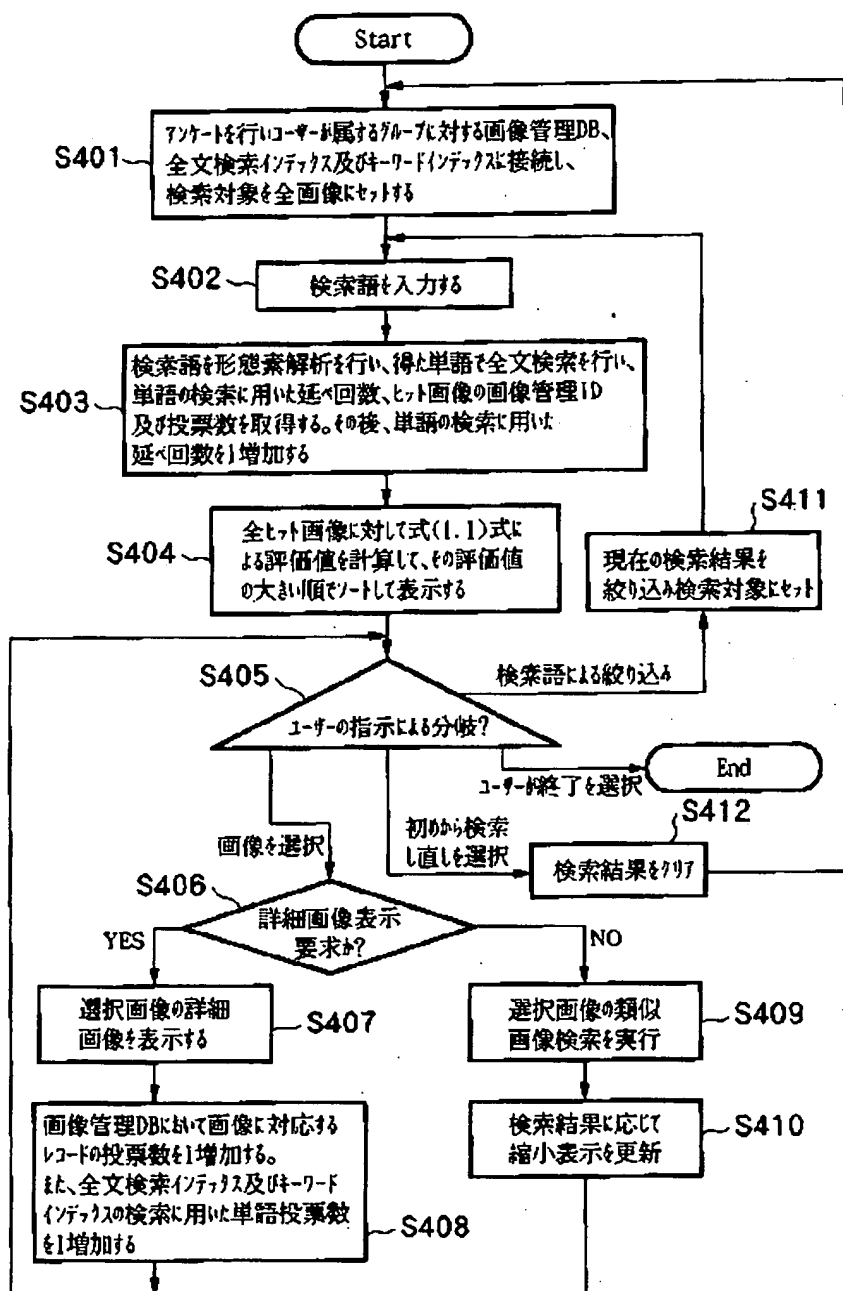 Start
S401
アンケートを行いユーザーが属するグループに対する画像管理DB、
全文検索インデックス及びキーワードインデックスに接続し、
検索対象を全画像にセットする
S402
検索語を入力する
S403
検索語を形態素解析を行い、得た単語で全文検索を行い、
単語の検索に用いた延べ回数、ヒット画像の画像管理ID
及び投票数を取得する。その後、単語の検索に用いた
延べ回数を1増加する
S404
全ヒット画像に対して式(1.1)式に
よる評価値を計算して、その評価値
の大きい順でソートして表示する
S411
現在の検索結果を
絞り込み検索対象にセット
S405
ユーザーの指示による分岐?
検索語による絞り込み
End
ユーザーが終了を選択
画像を選択
初めから検索
し直しを選択
S412
検索結果をクリア
S406
詳細画像表示
要求か?
YES
NO
選択画像の詳細
画像を表示する
S407
選択画像の類似
画像検索を実行
S409
画像管理DBにおいて画像に対応する
レコードの投票数を1増加する。
また、全文検索インデックス及びキーワード
インデックスの検索に用いた単語投票数
を1増加する
S408
検索結果に応じて
縮小表示を更新
S410